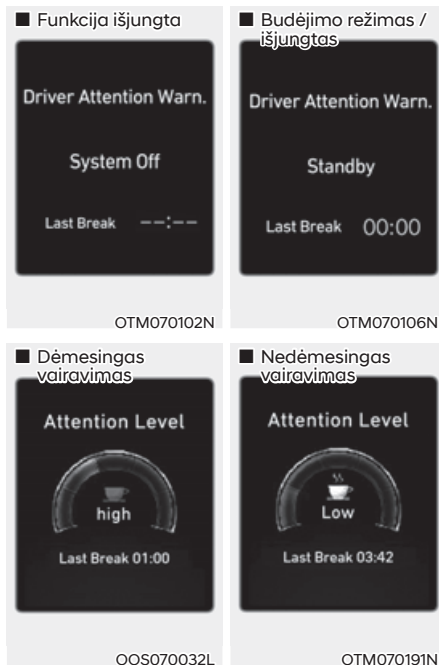 ■ Funkcija išjungta
Driver Attention Warn.
System Off
Last Break --:--
OTM070102N
■ Budėjimo režimas /
išjungtas
Driver Attention Warn.
Standby
Last Break 00:00
OTM070106N
■ Dėmesingas
vairavimas
Attention Level
high
Last Break 01:00
OOS070032L
■ Nedėmesingas
vairavimas
Attention Level
Low
Last Break 03:42
OTM070191N